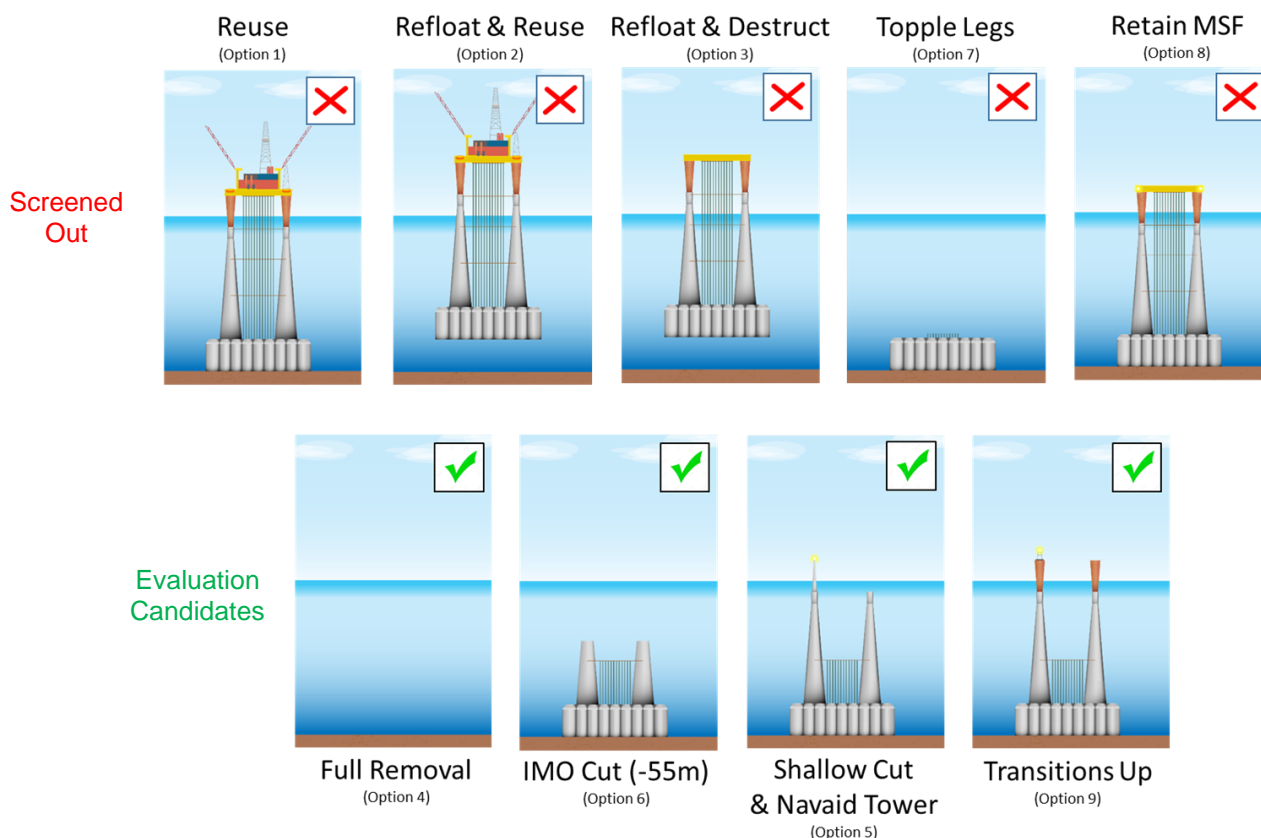 Reuse
(Option 1)
Refloat & Reuse
(Option 2)
Refloat & Destruct
(Option 3)
Topple Legs
(Option 7)
Retain MSF
(Option 8)
Screened
Out
Evaluation
Candidates
Full Removal
(Option 4)
IMO Cut (-55m)
(Option 6)
Shallow Cut
& Navaid Tower
(Option 5)
Transitions Up
(Option 9)